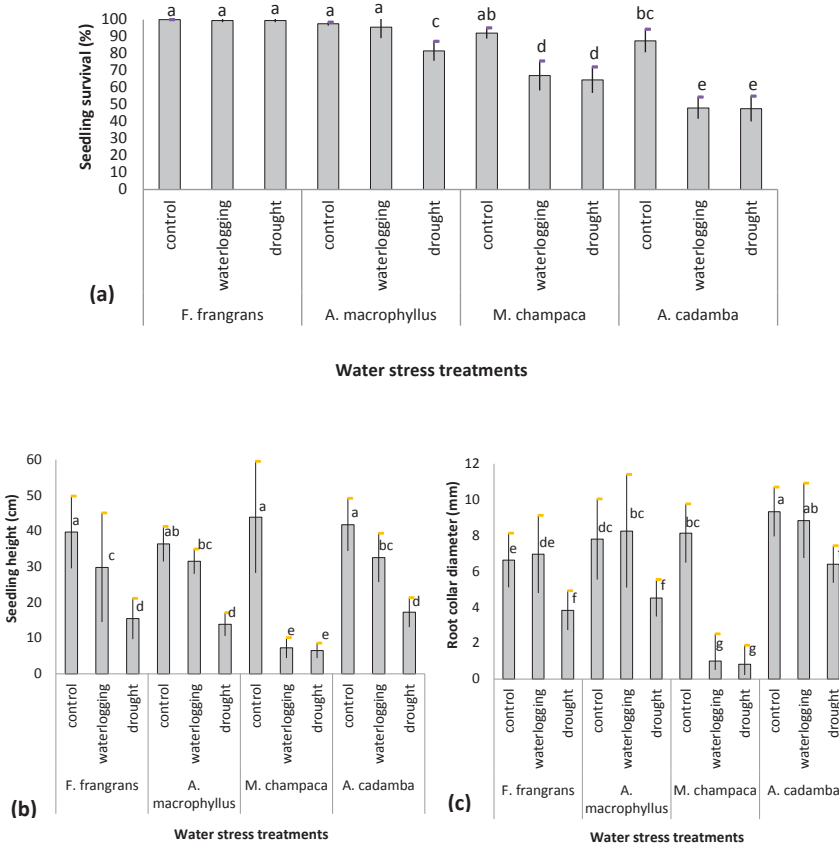 Seedling survival (%)
100
90
80
70
60
50
40
30
20
10
0
a a a a a c ab d d bc e e
control waterlogging drought control waterlogging drought control waterlogging drought control waterlogging drought
F. frangrans A. macrophyllus M. champaca A. cadamba
(a)
Water stress treatments
Seedling height (cm)
60
50
40
30
20
10
0
a c d ab bc d a e e a bc d
control waterlogging drought control waterlogging drought control waterlogging drought control waterlogging drought
F. frangrans A. macrophyllus M. champaca A. cadamba
(b)
Water stress treatments
Root collar diameter (mm)
12
10
8
6
4
2
0
e de f dc bc f bc g g a ab
control waterlogging drought control waterlogging drought control waterlogging drought control waterlogging drought
F. frangrans A. macrophyllus M. champaca A. cadamba
(c)
Water stress treatments